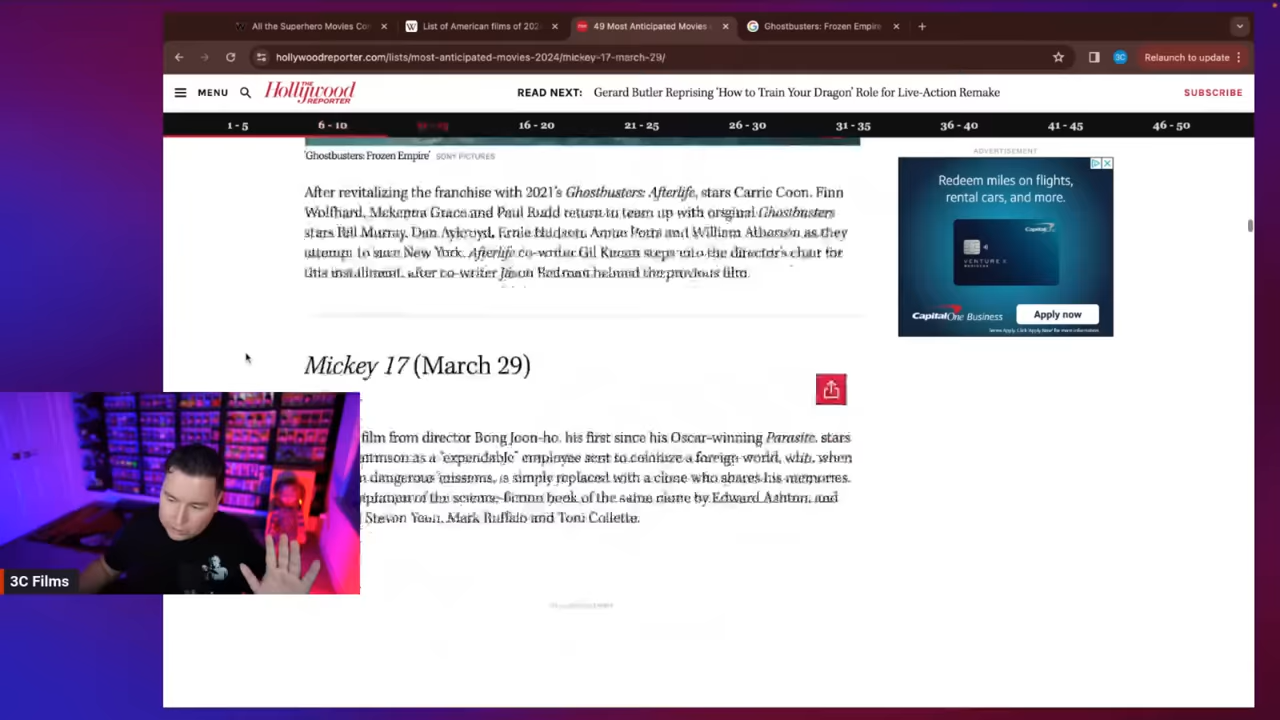 All the Superhero Movies Co
List of American films of 202
49 Most Anticipated Movies
Ghostbusters: Frozen Empire
hollywoodreporter.com/lists/most-anticipated-movies-2024/mickey-17-march-29/
3C
Relaunch to update
MENU
THE Hollywood REPORTER
READ NEXT: Gerard Butler Reprising 'How to Train Your Dragon' Role for Live-Action Remake
SUBSCRIBE
1 - 5
6 - 10
16 - 20
21 - 25
26 - 30
31 - 35
36 - 40
41 - 45
46 - 50
'Ghostbusters: Frozen Empire' SONY PICTURES
After revitalizing the franchise with 2021's Ghostbusters: Afterlife, stars Carrie Coon, Finn
Wolfhard, Mckenna Grace and Paul Rudd return to team up with original Ghostbusters
stars Bill Murray, Dan Aykroyd, Ernie Hudson, Annie Potts and William Atherton as they
attempt to save New York. Afterlife co-writer Gil Kenan steps into the director's chair for
this installment, after co-writer Jason Reitman helmed the previous film.
Mickey 17 (March 29)
film from director Bong Joon-ho, his first since his Oscar-winning Parasite, stars
as a "expendable" employee sent to colonize a foreign world, who, when
dangerous missions, is simply replaced with a clone who shares his memories.
of the science-fiction book of the same name by Edward Ashton, and
Steven Yeun, Mark Ruffalo and Toni Collette.
ADVERTISEMENT
Redeem miles on flights,
rental cars, and more.
Capital One
VENTURE X
BUSINESS
Capital One Business
Apply now
3C Films